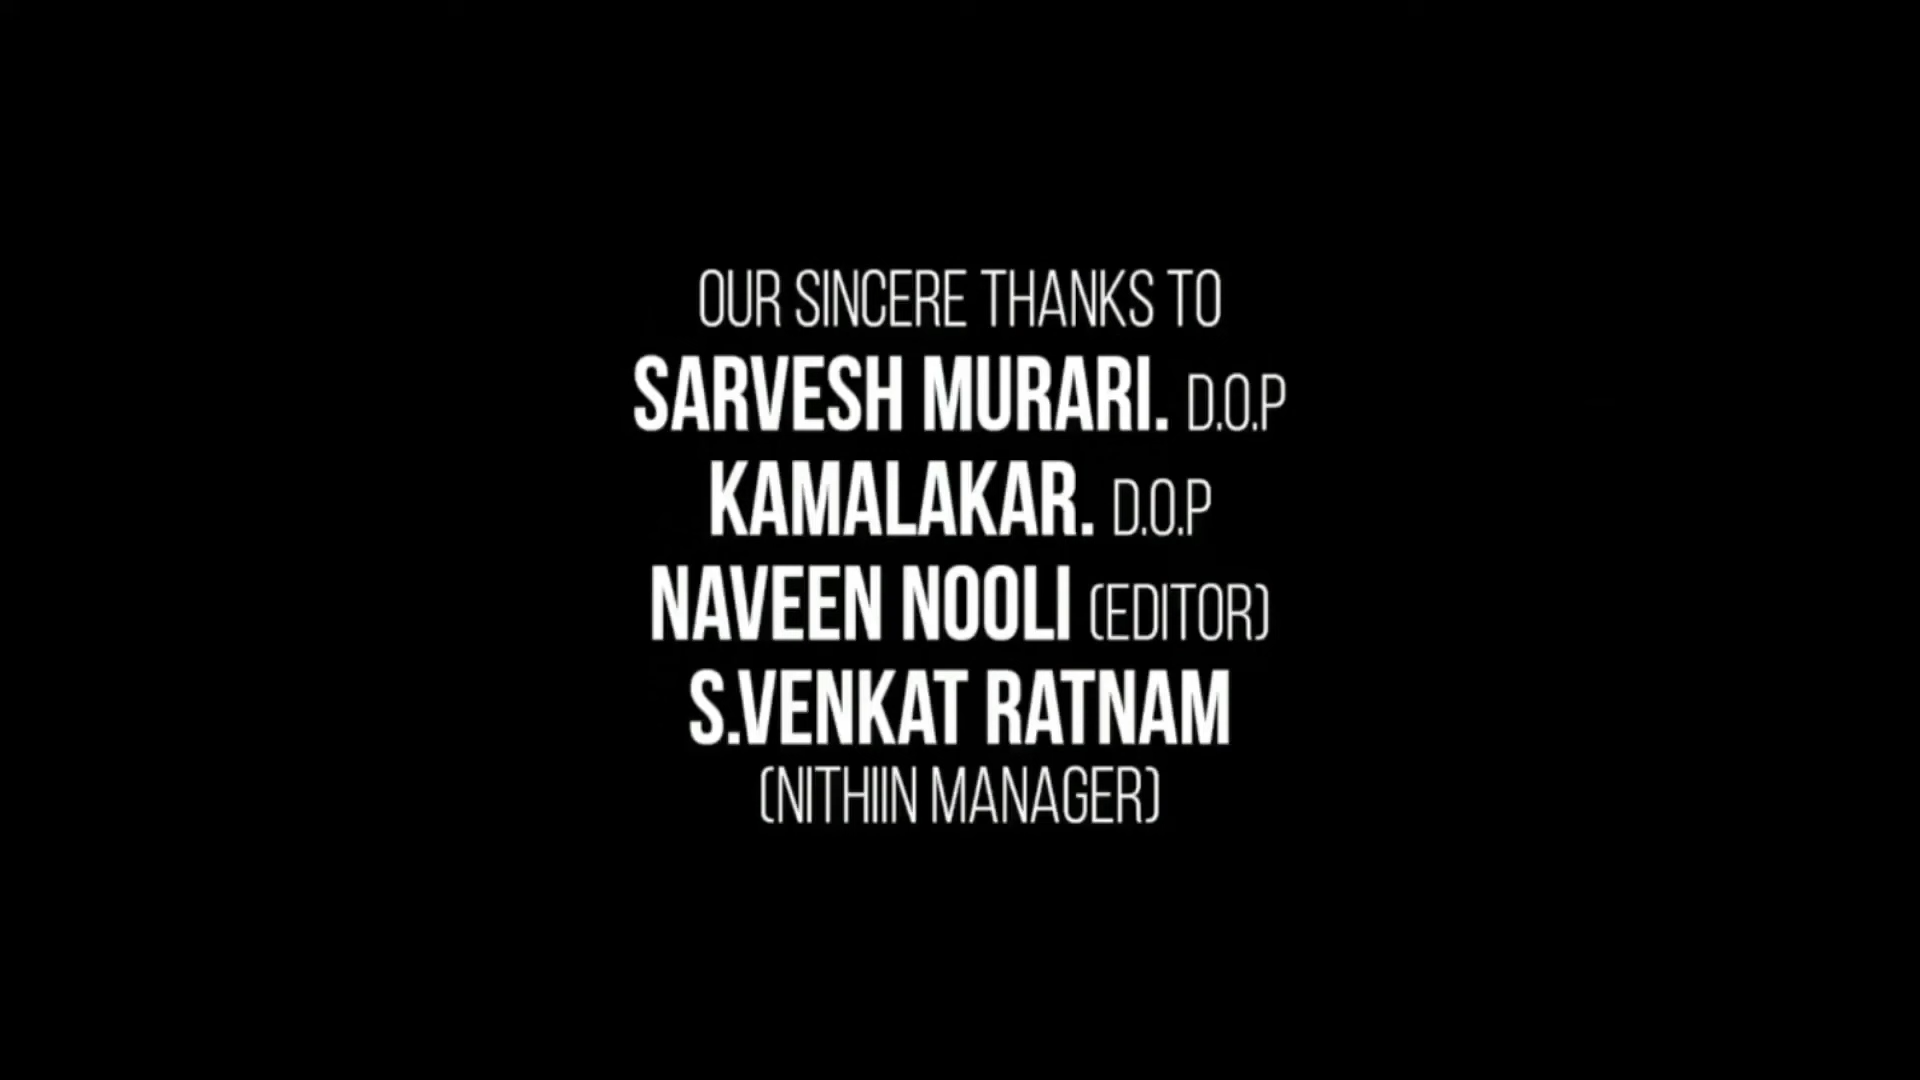 OUR SINCERE THANKS TO
SARVESH MURARI. D.O.P
KAMALAKAR. D.O.P
NAVEEN NOOLI (EDITOR)
S.VENKAT RATNAM
(NITHIIN MANAGER)